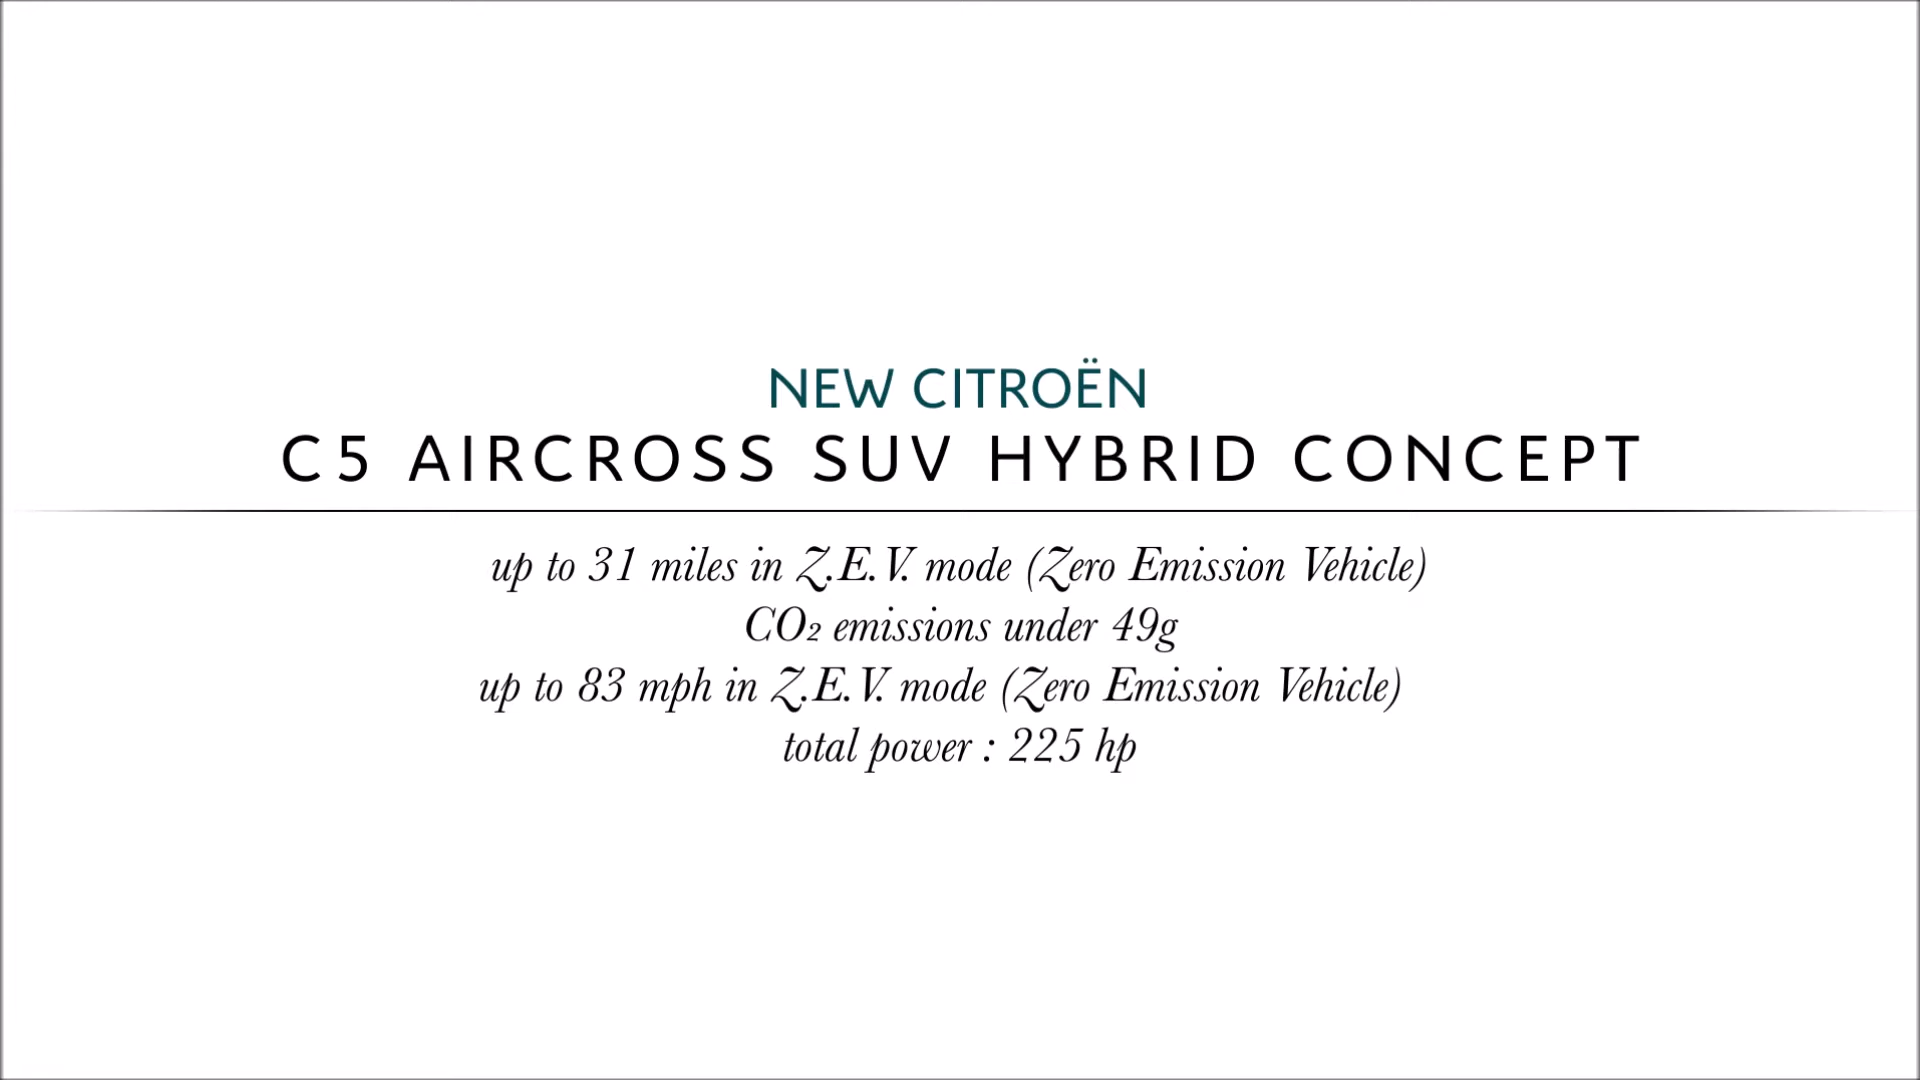 NEW CITROËN
C5 AIRCROSS SUV HYBRID CONCEPT
up to 31 miles in Z.E.V. mode (Zero Emission Vehicle)
CO₂ emissions under 49g
up to 83 mph in Z.E.V. mode (Zero Emission Vehicle)
total power : 225 hp